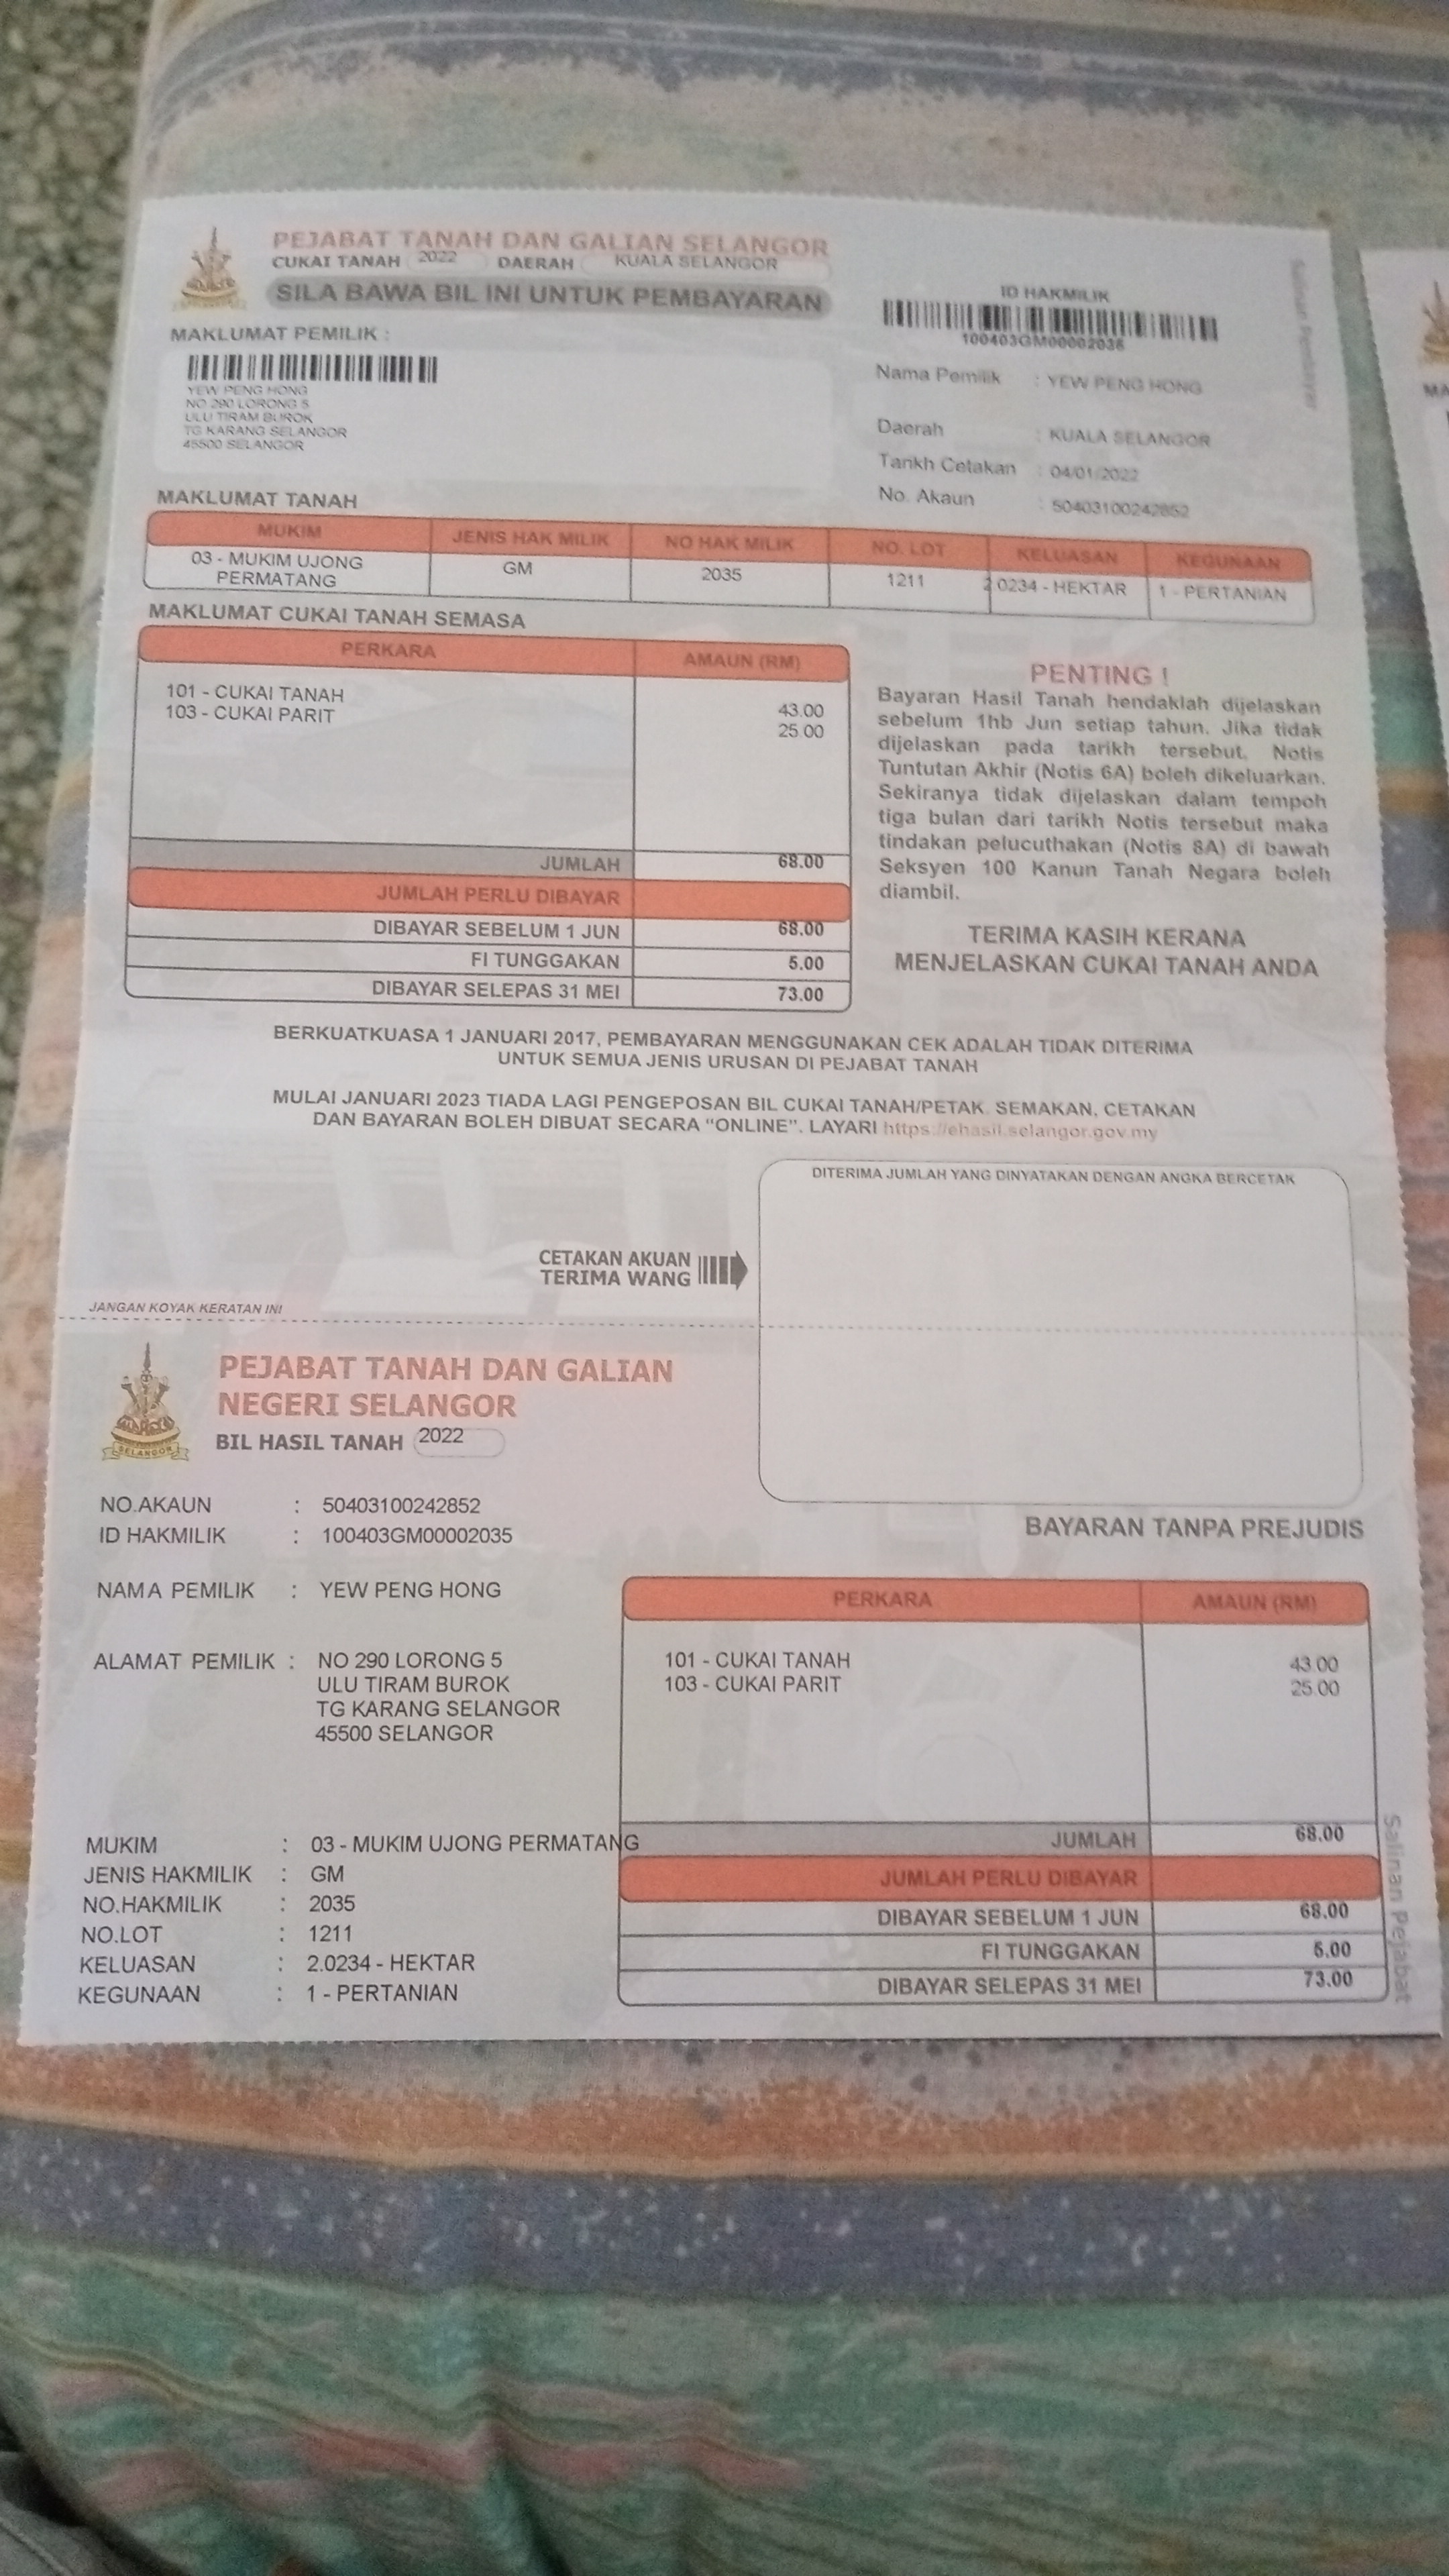 PEJABAT TANAH DAN GALIAN SELANGOR
CUKAI TANAH 2022 DAERAH KUALA SELANGOR
SILA BAWA BIL INI UNTUK PEMBAYARAN
ID HAKMILIK
100403GM00002035
MAKLUMAT PEMILIK :
YEW PENG HONG
NO 290 LORONG 5
ULU TIRAM BUROK
TG KARANG SELANGOR
45500 SELANGOR
Nama Pemilik : YEW PENG HONG
Daerah : KUALA SELANGOR
Tarikh Cetakan : 04/01/2022
No. Akaun : 50403100242852
Salinan Pembayar
MAKLUMAT TANAH
MUKIM JENIS HAK MILIK NO HAK MILIK NO. LOT KELUASAN KEGUNAAN
03 - MUKIM UJONG PERMATANG GM 2035 1211 2.0234 - HEKTAR 1 - PERTANIAN
MAKLUMAT CUKAI TANAH SEMASA
PERKARA AMAUN (RM)
101 - CUKAI TANAH 43.00
103 - CUKAI PARIT 25.00
JUMLAH 68.00
JUMLAH PERLU DIBAYAR
DIBAYAR SEBELUM 1 JUN 68.00
FI TUNGGAKAN 5.00
DIBAYAR SELEPAS 31 MEI 73.00
PENTING !
Bayaran Hasil Tanah hendaklah dijelaskan
sebelum 1hb Jun setiap tahun. Jika tidak
dijelaskan pada tarikh tersebut, Notis
Tuntutan Akhir (Notis 6A) boleh dikeluarkan.
Sekiranya tidak dijelaskan dalam tempoh
tiga bulan dari tarikh Notis tersebut maka
tindakan pelucuthakan (Notis 8A) di bawah
Seksyen 100 Kanun Tanah Negara boleh
diambil.
TERIMA KASIH KERANA
MENJELASKAN CUKAI TANAH ANDA
BERKUATKUASA 1 JANUARI 2017, PEMBAYARAN MENGGUNAKAN CEK ADALAH TIDAK DITERIMA
UNTUK SEMUA JENIS URUSAN DI PEJABAT TANAH
MULAI JANUARI 2023 TIADA LAGI PENGEPOSAN BIL CUKAI TANAH/PETAK. SEMAKAN, CETAKAN
DAN BAYARAN BOLEH DIBUAT SECARA "ONLINE". LAYARI https://ehasil.selangor.gov.my
DITERIMA JUMLAH YANG DINYATAKAN DENGAN ANGKA BERCETAK
CETAKAN AKUAN
TERIMA WANG
JANGAN KOYAK KERATAN INI
SELANGOR
PEJABAT TANAH DAN GALIAN
NEGERI SELANGOR
BIL HASIL TANAH 2022
NO.AKAUN : 50403100242852
ID HAKMILIK : 100403GM00002035
NAMA PEMILIK : YEW PENG HONG
ALAMAT PEMILIK : NO 290 LORONG 5
ULU TIRAM BUROK
TG KARANG SELANGOR
45500 SELANGOR
MUKIM : 03 - MUKIM UJONG PERMATANG
JENIS HAKMILIK : GM
NO.HAKMILIK : 2035
NO.LOT : 1211
KELUASAN : 2.0234 - HEKTAR
KEGUNAAN : 1 - PERTANIAN
BAYARAN TANPA PREJUDIS
PERKARA AMAUN (RM)
101 - CUKAI TANAH 43.00
103 - CUKAI PARIT 25.00
JUMLAH 68.00
JUMLAH PERLU DIBAYAR
DIBAYAR SEBELUM 1 JUN 68.00
FI TUNGGAKAN 5.00
DIBAYAR SELEPAS 31 MEI 73.00
Salinan Pejabat